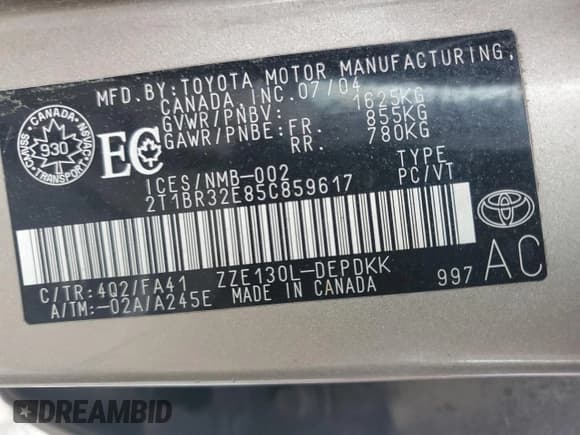 MFD.BY:TOYOTA MOTOR MANUFACTURING,
CANADA, INC.07/04
GVWR/PNBV: 1625KG
GAWR/PNBE: FR. 855KG
RR. 780KG
CMVSS · CANADA · NSVAC
930
EC
ICES/NMB-002
2T1BR32E85C859617
TYPE
PC/VT
C/TR:4Q2/FA41 ZZE130L-DEPDKK
A/TM:-02A/A245E MADE IN CANADA
997 AC
DREAMBID